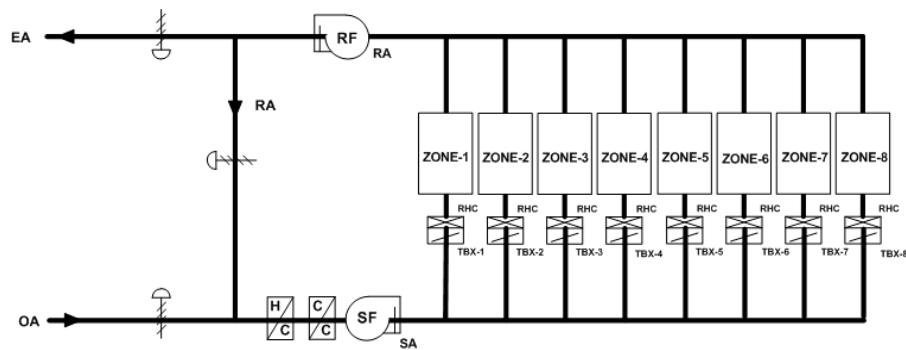 EA
RF
RA
RA
ZONE-1 ZONE-2 ZONE-3 ZONE-4 ZONE-5 ZONE-6 ZONE-7 ZONE-8
RHC RHC RHC RHC RHC RHC RHC RHC
TBX-1 TBX-2 TBX-3 TBX-4 TBX-5 TBX-6 TBX-7 TBX-8
H C
C C
SF
OA
SA